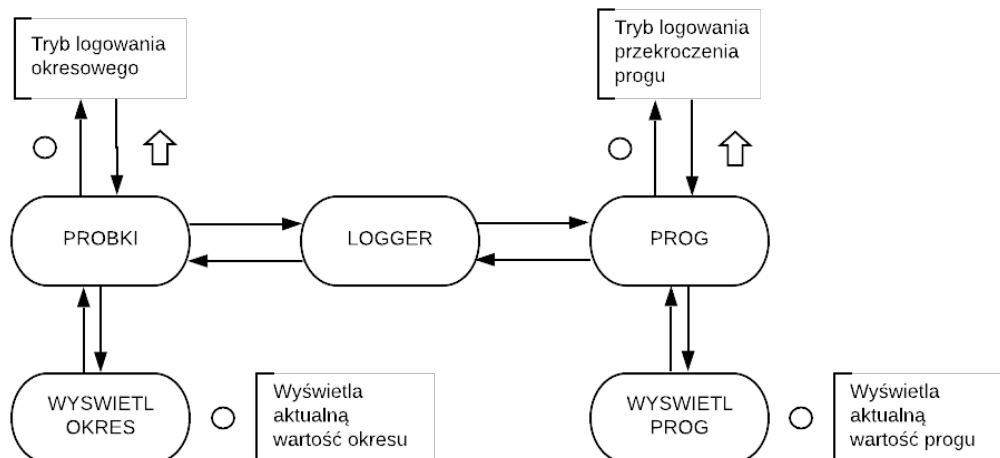 Tryb logowania
okresowego
Tryb logowania
przekroczenia
progu
PROBKI
LOGGER
PROG
WYSWIETL
OKRES
Wyświetla
aktualną
wartość okresu
WYSWIETL
PROG
Wyświetla
aktualną
wartość progu